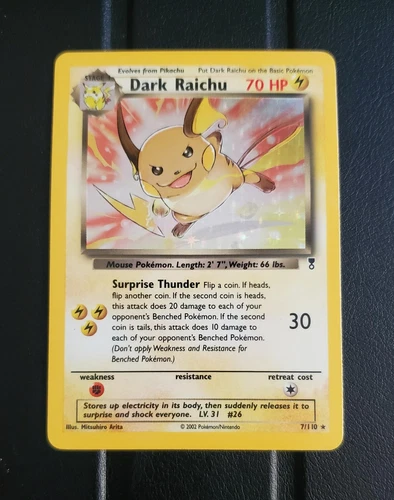 STAGE 1
Evolves from Pikachu Put Dark Raichu on the Basic Pokémon
Dark Raichu 70 HP
Mouse Pokémon. Length: 2' 7", Weight: 66 lbs.
Surprise Thunder Flip a coin. If heads,
flip another coin. If the second coin is heads,
this attack does 20 damage to each of your
opponent's Benched Pokémon. If the second
coin is tails, this attack does 10 damage to
each of your opponent's Benched Pokémon.
(Don't apply Weakness and Resistance for
Benched Pokémon.)
30
weakness resistance retreat cost
Stores up electricity in its body, then suddenly releases it to
surprise and shock everyone. LV. 31 #26
Illus. Mitsuhiro Arita © 2002 Pokémon/Nintendo 7/110 ★